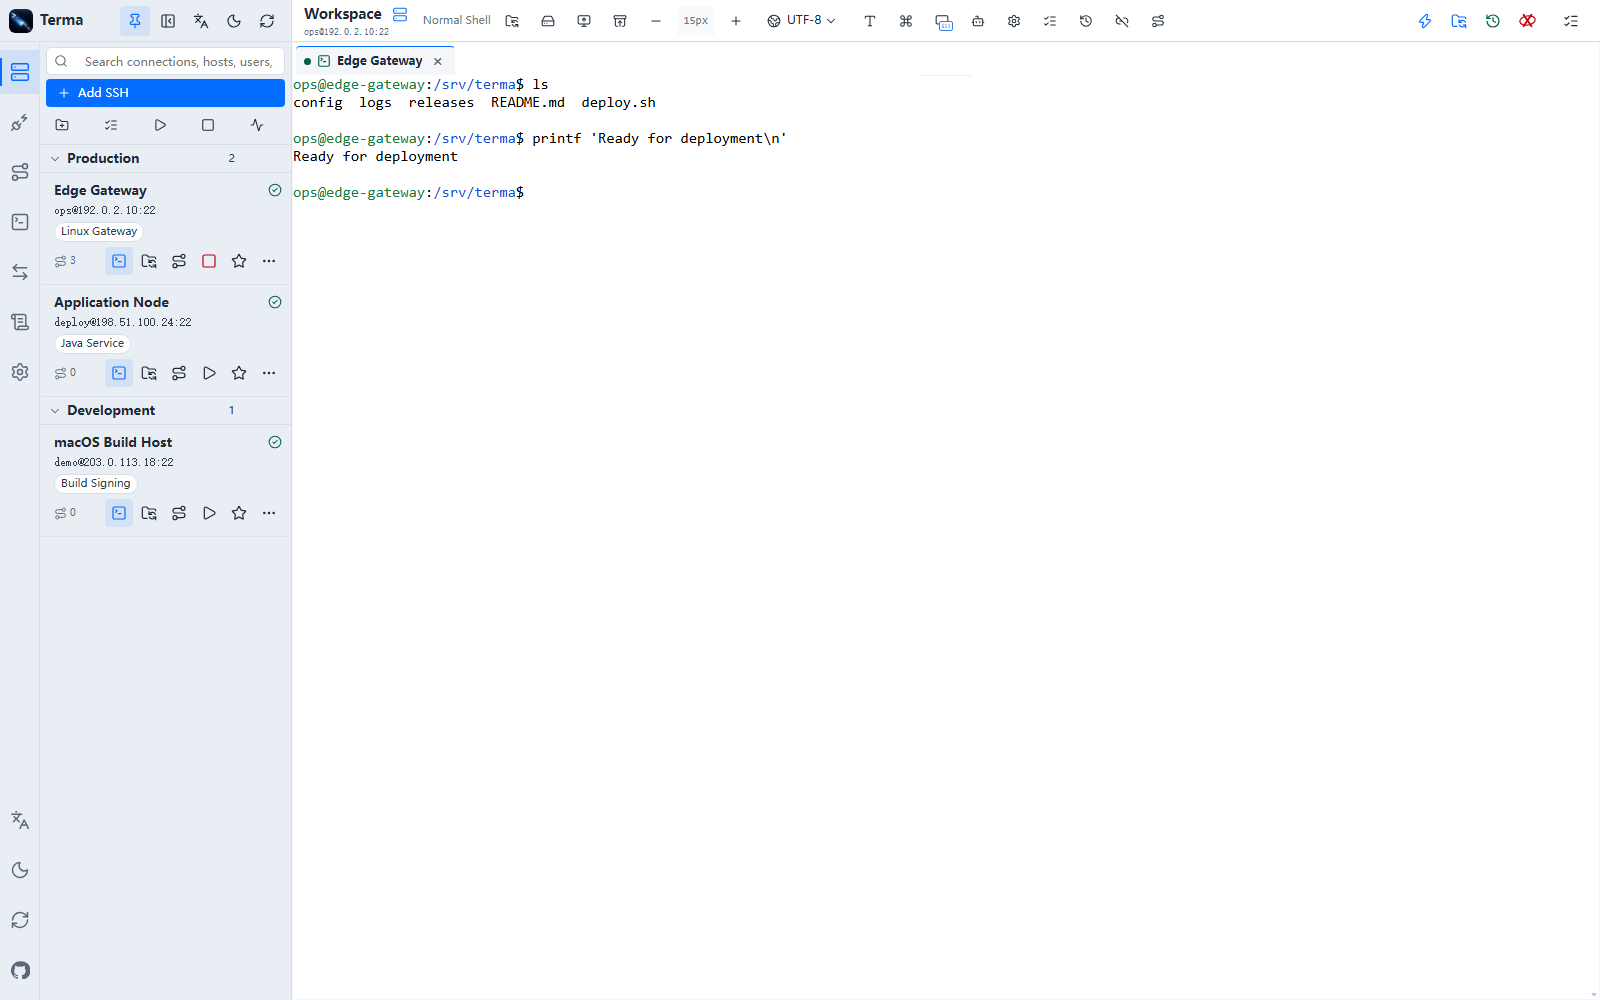 Terma
Workspace
ops@192.0.2.10:22
Normal Shell
15px
UTF-8
Search connections, hosts, users,
Add SSH
Production 2
Edge Gateway
ops@192.0.2.10:22
Linux Gateway
3
Application Node
deploy@198.51.100.24:22
Java Service
0
Development 1
macOS Build Host
demo@203.0.113.18:22
Build Signing
0
Edge Gateway
ops@edge-gateway:/srv/terma$ ls
config logs releases README.md deploy.sh
ops@edge-gateway:/srv/terma$ printf 'Ready for deployment\n'
Ready for deployment
ops@edge-gateway:/srv/terma$